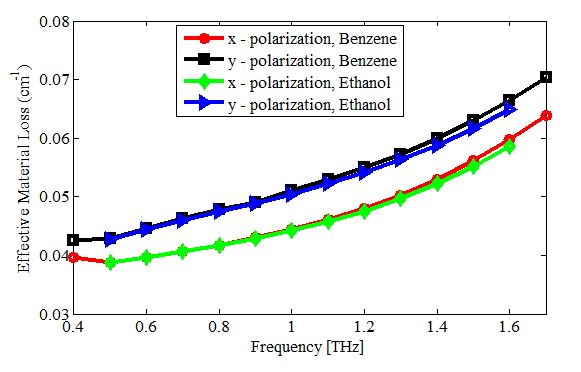 0.08
0.07
0.06
0.05
0.04
0.03
Effective Material Loss (cm⁻¹)
x - polarization, Benzene
y - polarization, Benzene
x - polarization, Ethanol
y - polarization, Ethanol
0.4 0.6 0.8 1 1.2 1.4 1.6
Frequency [THz]